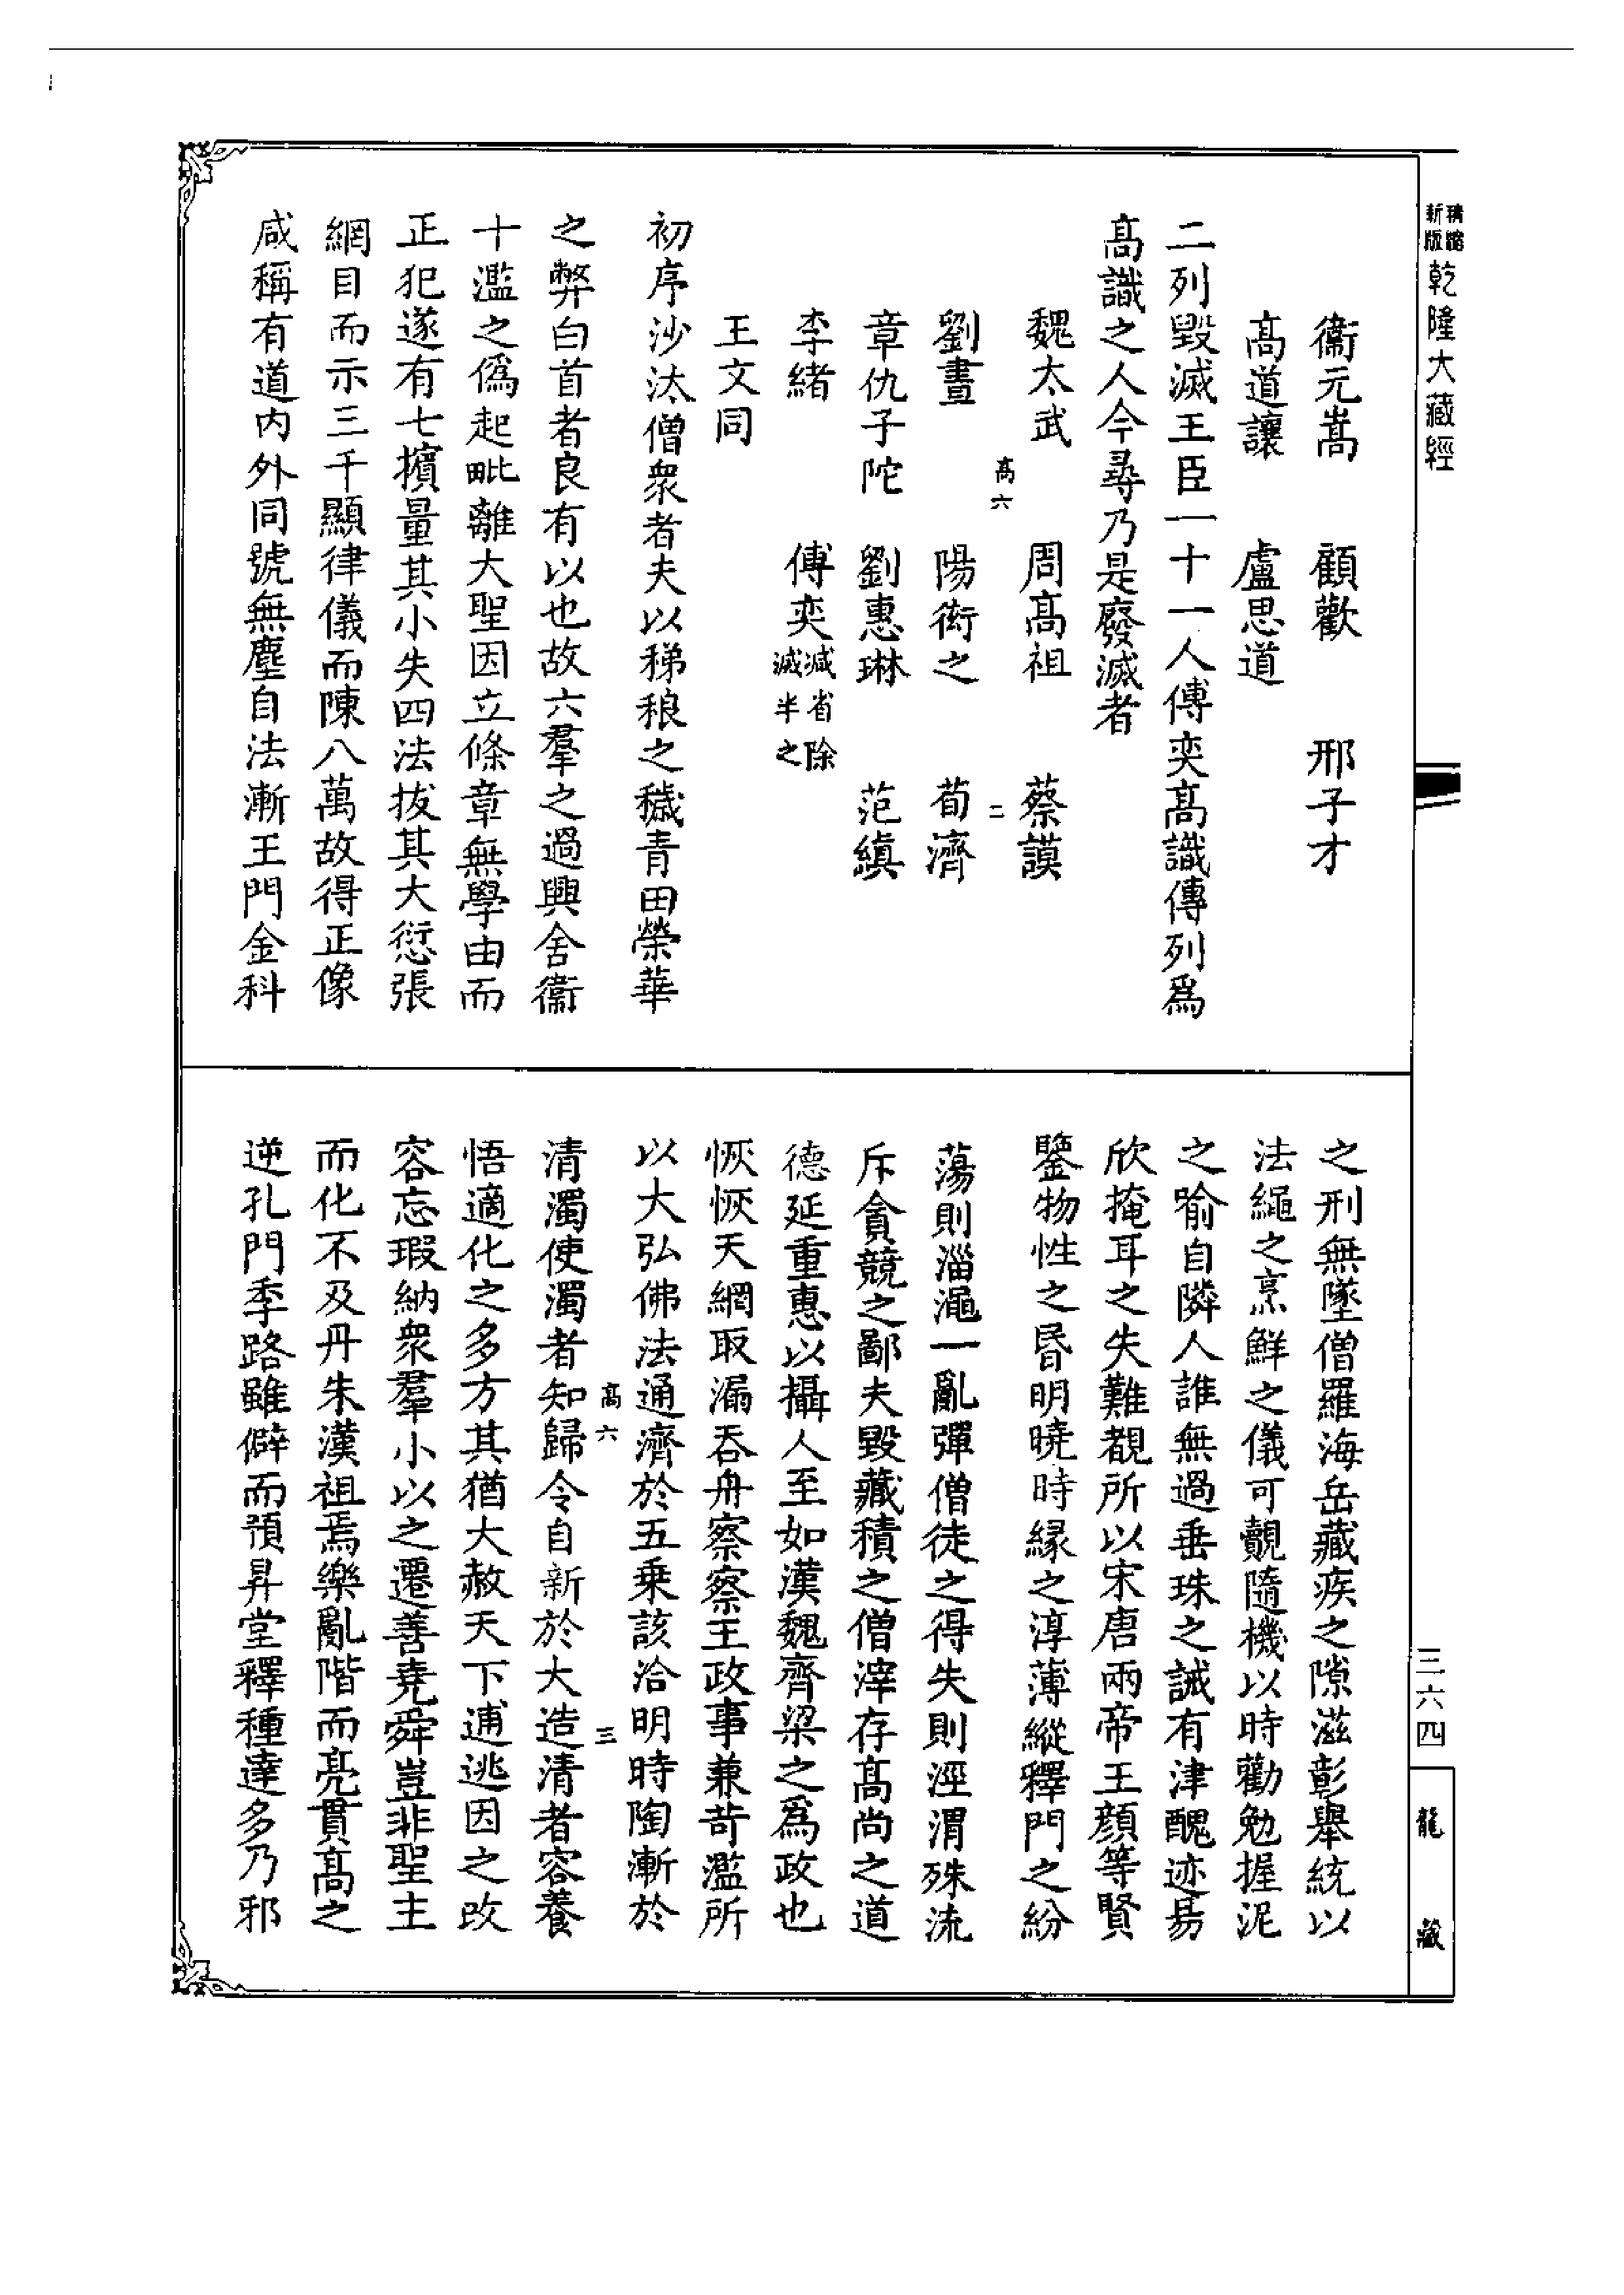 精縮新版乾隆大藏經
衞元嵩　顧歡　邢子才
高道讓　盧思道
二列毀滅王臣一十一人傅奕高識傳列爲
高識之人今尋乃是廢滅者
魏太武　周高祖　蔡謨
高六　二
劉晝　陽衒之　荀濟
章仇子陀　劉惠琳　范縝
李緒　傅奕減省除滅半之
王文同
初序沙汰僧衆者夫以稊稂之穢青田榮華
之弊白首者良有以也故六羣之過興舍衞
十濫之僞起毗離大聖因立條章無學由而
正犯遂有七擯量其小失四法拔其大愆張
網目而示三千顯律儀而陳八萬故得正像
咸稱有道内外同號無塵自法漸王門金科
之刑無墜僧羅海岳藏疾之隙滋彰舉統以
法繩之烹鮮之儀可覿隨機以時勸勉握泥
之喻自隣人誰無過垂珠之誡有津醜迹易
欣掩耳之失難覩所以宋唐兩帝王顏等賢
鑒物性之昏明曉時緣之淳薄縱釋門之紛
蕩則淄澠一亂彈僧徒之得失則涇渭殊流
斥貪競之鄙夫毀藏積之僧滓存高尚之道
德延重惠以攝人至如漢魏齊梁之爲政也
恢恢天網取漏吞舟察察王政事兼苛濫所
以大弘佛法通濟於五乗該洽明時陶漸於
高六　三
清濁使濁者知歸令自新於大造清者容養
悟適化之多方其猶大赦天下逋逃因之改
容忘瑕納衆羣小以之遷善堯舜豈非聖主
而化不及丹朱漢祖焉樂亂階而亮貫高之
逆孔門季路雖僻而預昇堂釋種達多乃邪
三六四
龍藏